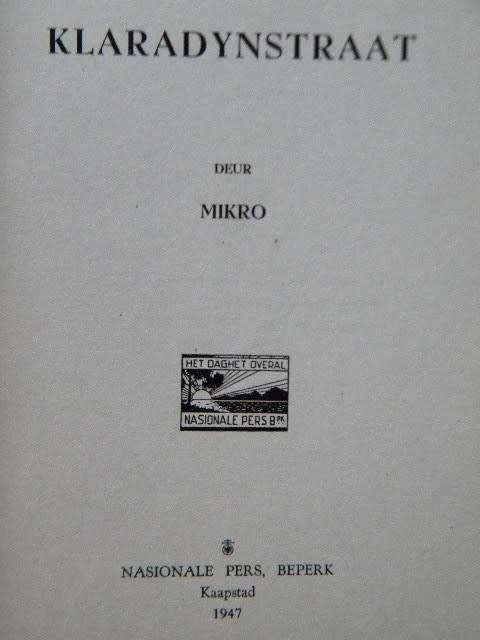 KLARADYNSTRAAT
DEUR
MIKRO
HET DAGHET OVERAL
NASIONALE PERS BPK
NASIONALE PERS, BEPERK
Kaapstad
1947